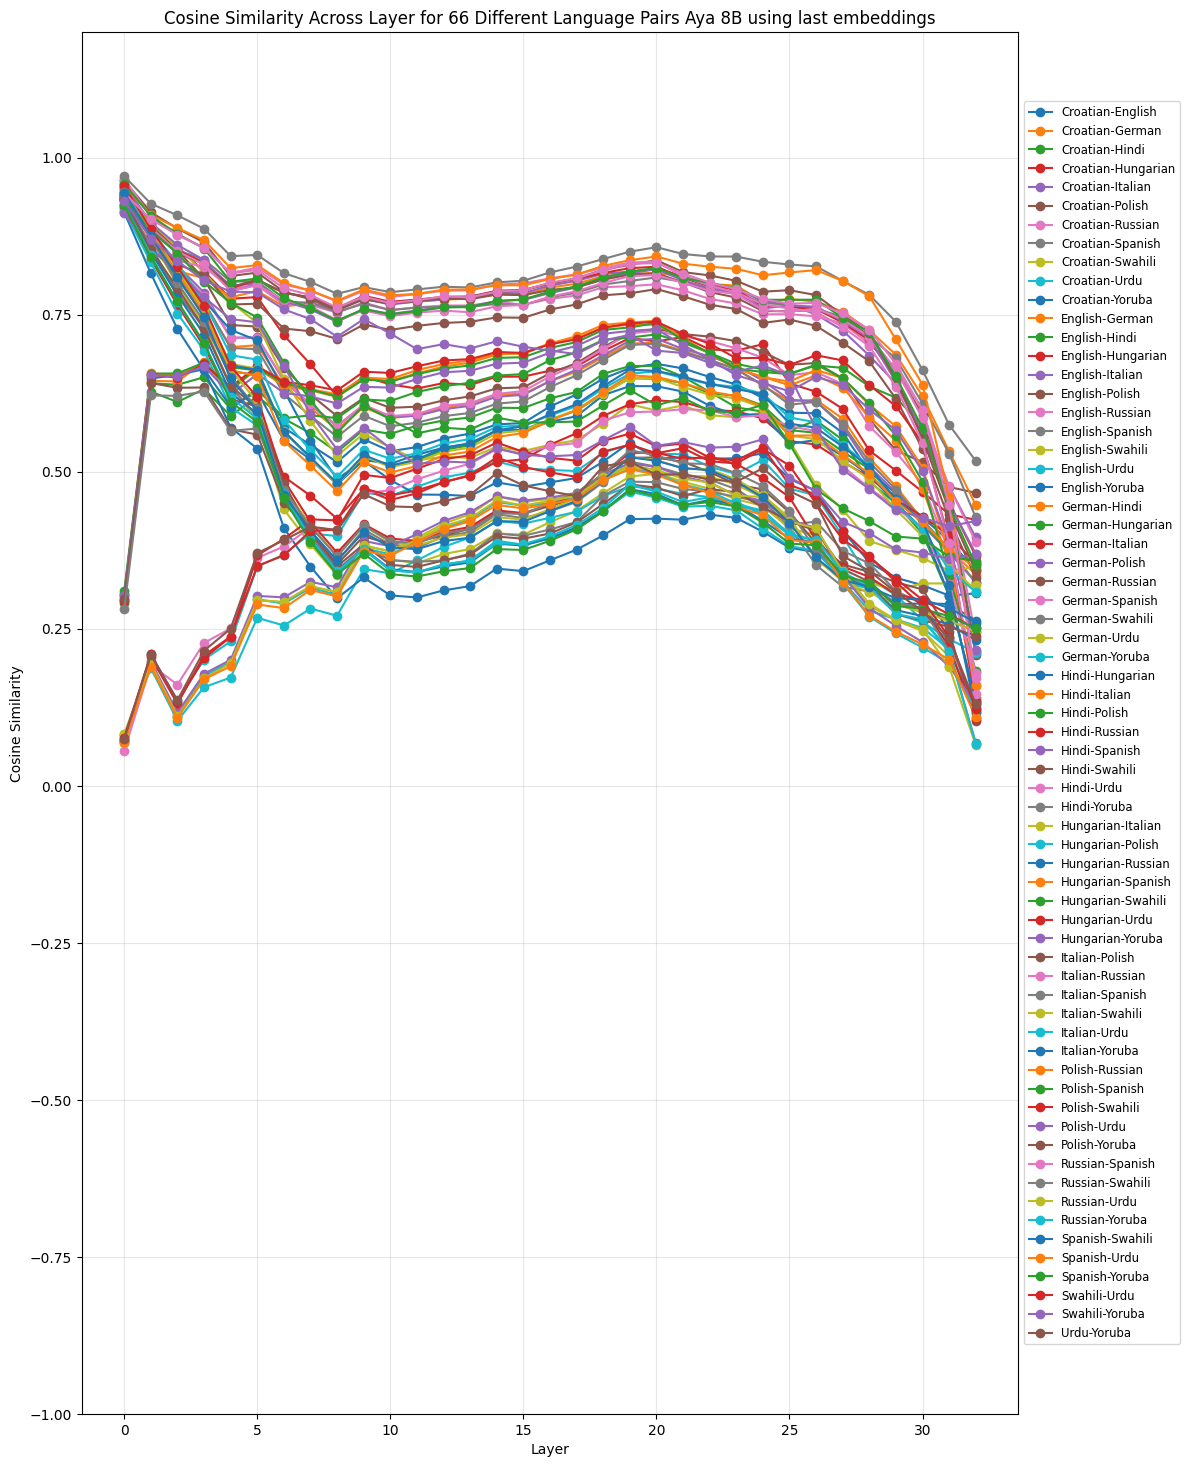 Cosine Similarity Across Layer for 66 Different Language Pairs Aya 8B using last embeddings
Cosine Similarity
1.00
0.75
0.50
0.25
0.00
−0.25
−0.50
−0.75
−1.00
0 5 10 15 20 25 30
Layer
Croatian-English
Croatian-German
Croatian-Hindi
Croatian-Hungarian
Croatian-Italian
Croatian-Polish
Croatian-Russian
Croatian-Spanish
Croatian-Swahili
Croatian-Urdu
Croatian-Yoruba
English-German
English-Hindi
English-Hungarian
English-Italian
English-Polish
English-Russian
English-Spanish
English-Swahili
English-Urdu
English-Yoruba
German-Hindi
German-Hungarian
German-Italian
German-Polish
German-Russian
German-Spanish
German-Swahili
German-Urdu
German-Yoruba
Hindi-Hungarian
Hindi-Italian
Hindi-Polish
Hindi-Russian
Hindi-Spanish
Hindi-Swahili
Hindi-Urdu
Hindi-Yoruba
Hungarian-Italian
Hungarian-Polish
Hungarian-Russian
Hungarian-Spanish
Hungarian-Swahili
Hungarian-Urdu
Hungarian-Yoruba
Italian-Polish
Italian-Russian
Italian-Spanish
Italian-Swahili
Italian-Urdu
Italian-Yoruba
Polish-Russian
Polish-Spanish
Polish-Swahili
Polish-Urdu
Polish-Yoruba
Russian-Spanish
Russian-Swahili
Russian-Urdu
Russian-Yoruba
Spanish-Swahili
Spanish-Urdu
Spanish-Yoruba
Swahili-Urdu
Swahili-Yoruba
Urdu-Yoruba